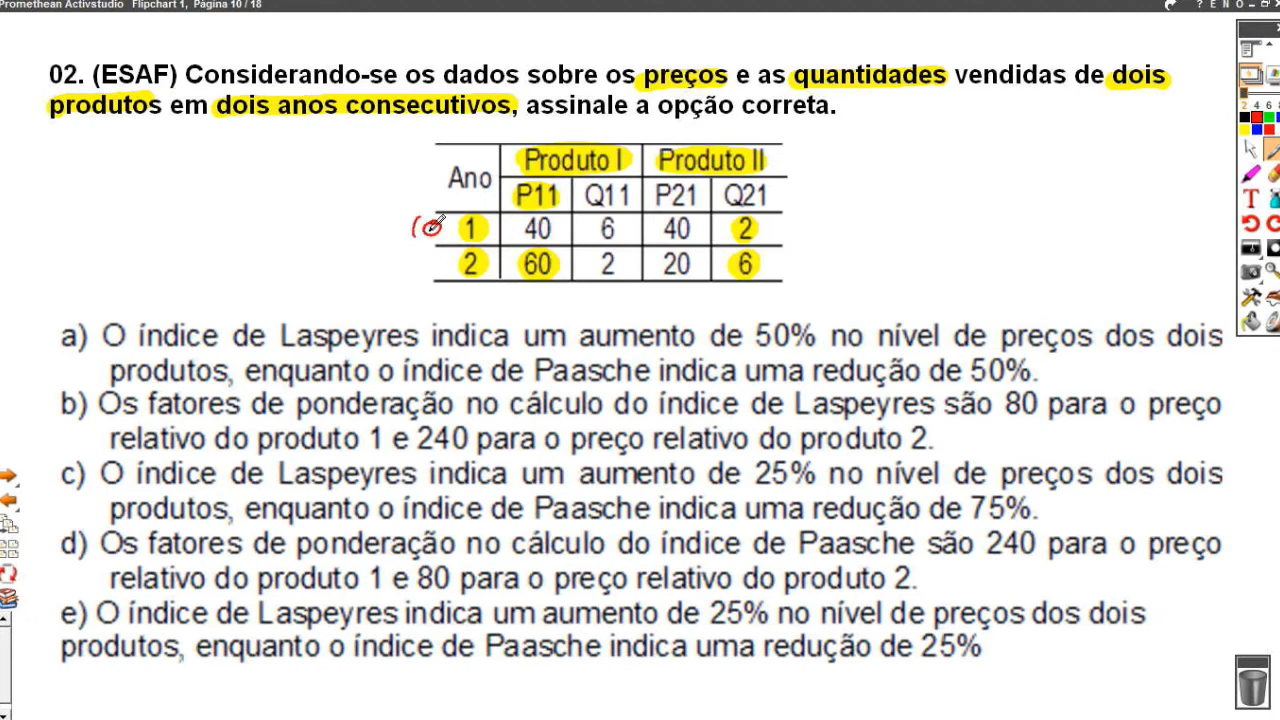 Promethean Activstudio Flipchart 1, Página 10 / 18
? E N O
02. (ESAF) Considerando-se os dados sobre os preços e as quantidades vendidas de dois
produtos em dois anos consecutivos, assinale a opção correta.
Ano Produto I Produto II
P11 Q11 P21 Q21
1 40 6 40 2
2 60 2 20 6
a) O índice de Laspeyres indica um aumento de 50% no nível de preços dos dois
produtos, enquanto o índice de Paasche indica uma redução de 50%.
b) Os fatores de ponderação no cálculo do índice de Laspeyres são 80 para o preço
relativo do produto 1 e 240 para o preço relativo do produto 2.
c) O índice de Laspeyres indica um aumento de 25% no nível de preços dos dois
produtos, enquanto o índice de Paasche indica uma redução de 75%.
d) Os fatores de ponderação no cálculo do índice de Paasche são 240 para o preço
relativo do produto 1 e 80 para o preço relativo do produto 2.
e) O índice de Laspeyres indica um aumento de 25% no nível de preços dos dois
produtos, enquanto o índice de Paasche indica uma redução de 25%
2 4 6
T